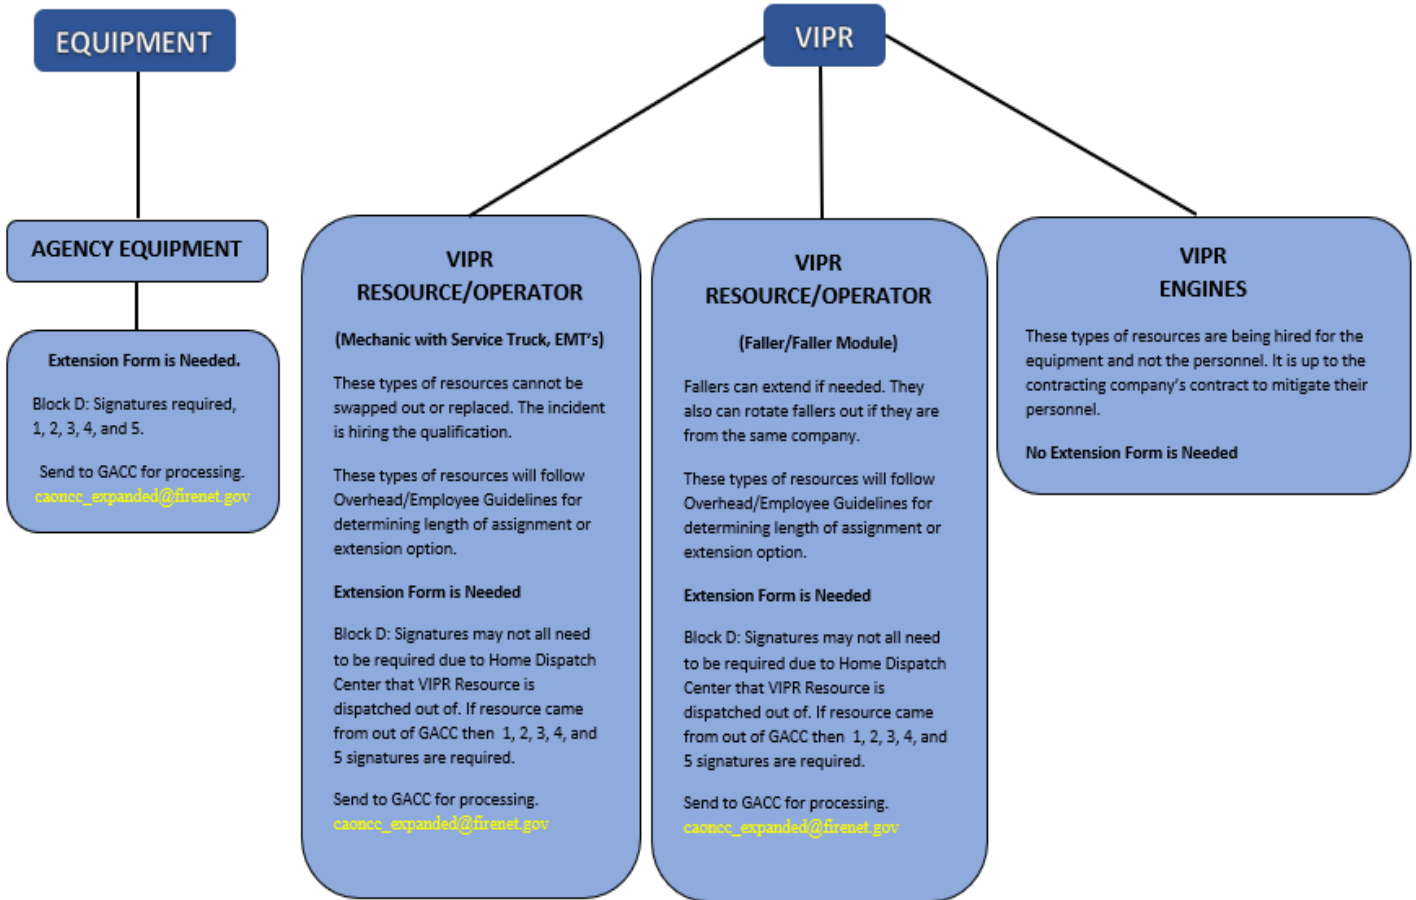 EQUIPMENT
AGENCY EQUIPMENT
Extension Form is Needed.
Block D: Signatures required,
1, 2, 3, 4, and 5.
Send to GACC for processing.
caoncc_expanded@firenet.gov
VIPR
VIPR
RESOURCE/OPERATOR
(Mechanic with Service Truck, EMT's)
These types of resources cannot be
swapped out or replaced. The incident
is hiring the qualification.
These types of resources will follow
Overhead/Employee Guidelines for
determining length of assignment or
extension option.
Extension Form is Needed
Block D: Signatures may not all need
to be required due to Home Dispatch
Center that VIPR Resource is
dispatched out of. If resource came
from out of GACC then 1, 2, 3, 4, and
5 signatures are required.
Send to GACC for processing.
caoncc_expanded@firenet.gov
VIPR
RESOURCE/OPERATOR
(Faller/Faller Module)
Fallers can extend if needed. They
also can rotate fallers out if they are
from the same company.
These types of resources will follow
Overhead/Employee Guidelines for
determining length of assignment or
extension option.
Extension Form is Needed
Block D: Signatures may not all need
to be required due to Home Dispatch
Center that VIPR Resource is
dispatched out of. If resource came
from out of GACC then 1, 2, 3, 4, and
5 signatures are required.
Send to GACC for processing.
caoncc_expanded@firenet.gov
VIPR
ENGINES
These types of resources are being hired for the
equipment and not the personnel. It is up to the
contracting company's contract to mitigate their
personnel.
No Extension Form is Needed